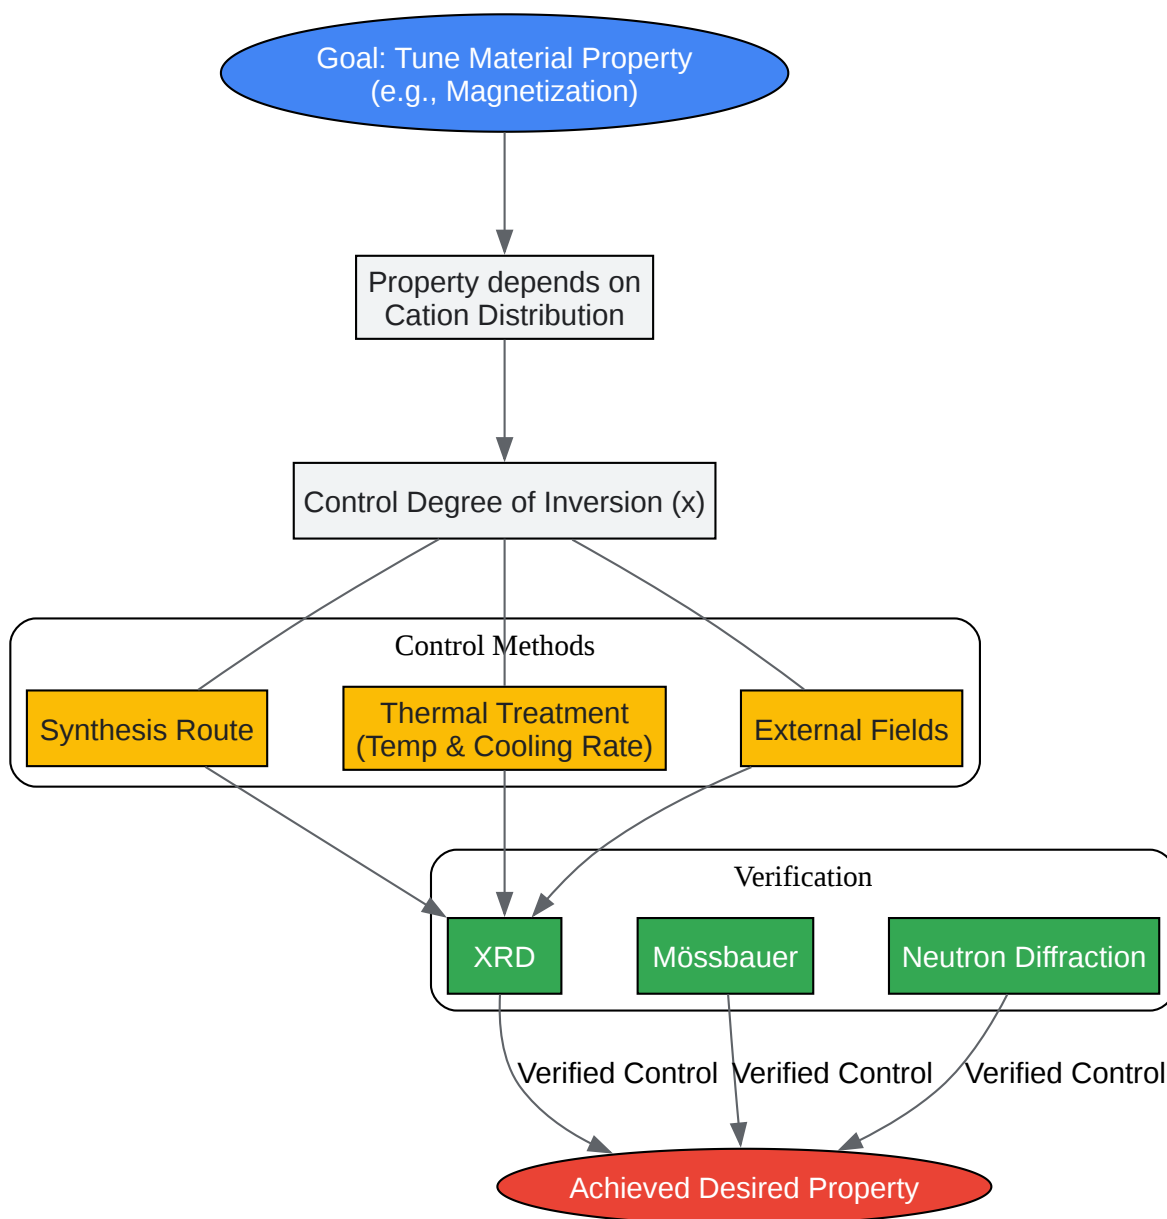 Goal: Tune Material Property
(e.g., Magnetization)
Property depends on
Cation Distribution
Control Degree of Inversion (x)
Control Methods
Synthesis Route
Thermal Treatment
(Temp & Cooling Rate)
External Fields
Verification
XRD
Mössbauer
Neutron Diffraction
Verified Control
Verified Control
Verified Control
Achieved Desired Property